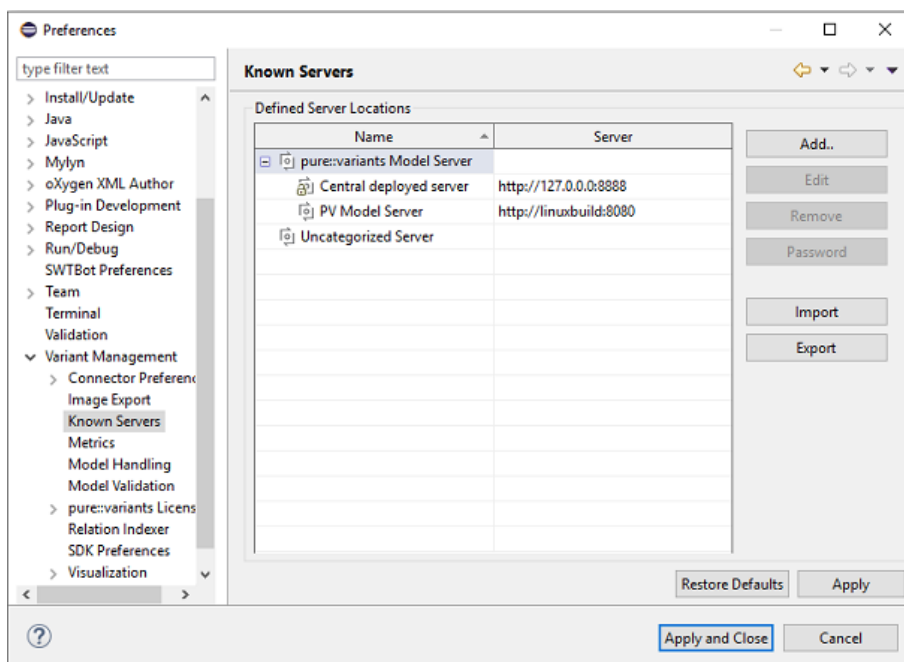 Preferences
type filter text
Install/Update
Java
JavaScript
Mylyn
oXygen XML Author
Plug-in Development
Report Design
Run/Debug
SWTBot Preferences
Team
Terminal
Validation
Variant Management
Connector Preferenc
Image Export
Known Servers
Metrics
Model Handling
Model Validation
pure::variants Licens
Relation Indexer
SDK Preferences
Visualization
Known Servers
Defined Server Locations
Name Server
pure::variants Model Server
Central deployed server http://127.0.0.0:8888
PV Model Server http://linuxbuild:8080
Uncategorized Server
Add..
Edit
Remove
Password
Import
Export
Restore Defaults Apply
Apply and Close Cancel